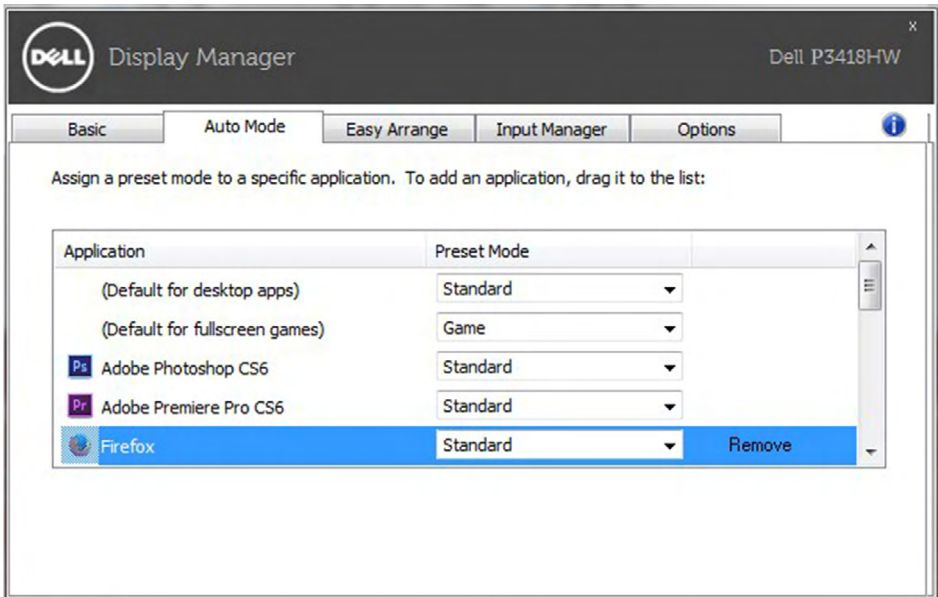 DELL Display Manager
x
Dell P3418HW
Basic Auto Mode Easy Arrange Input Manager Options i
Assign a preset mode to a specific application. To add an application, drag it to the list:
Application Preset Mode
(Default for desktop apps) Standard
(Default for fullscreen games) Game
Ps Adobe Photoshop CS6 Standard
Pr Adobe Premiere Pro CS6 Standard
Firefox Standard Remove